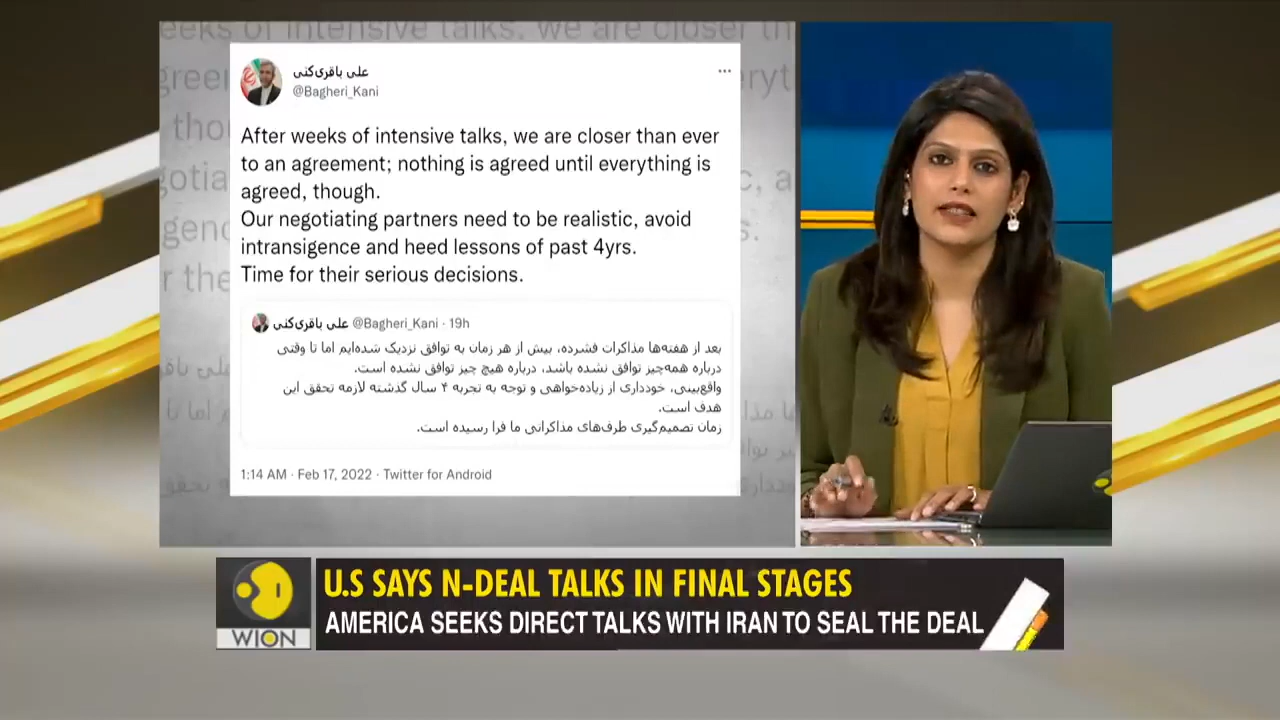 علی باقری‌کنی
@Bagheri_Kani
After weeks of intensive talks, we are closer than ever
to an agreement; nothing is agreed until everything is
agreed, though.
Our negotiating partners need to be realistic, avoid
intransigence and heed lessons of past 4yrs.
Time for their serious decisions.
علی باقری‌کنی @Bagheri_Kani · 19h
بعد از هفته‌ها مذاکرات فشرده، بیش از هر زمان به توافق نزدیک شده‌ایم اما تا وقتی
درباره همه‌چیز توافق نشده باشد، درباره هیچ چیز توافق نشده است.
واقع‌بینی، خودداری از زیاده‌خواهی و توجه به تجربه ۴ سال گذشته لازمه تحقق این
هدف است.
زمان تصمیم‌گیری طرف‌های مذاکراتی ما فرا رسیده است.
1:14 AM · Feb 17, 2022 · Twitter for Android
U.S SAYS N-DEAL TALKS IN FINAL STAGES
AMERICA SEEKS DIRECT TALKS WITH IRAN TO SEAL THE DEAL
WION